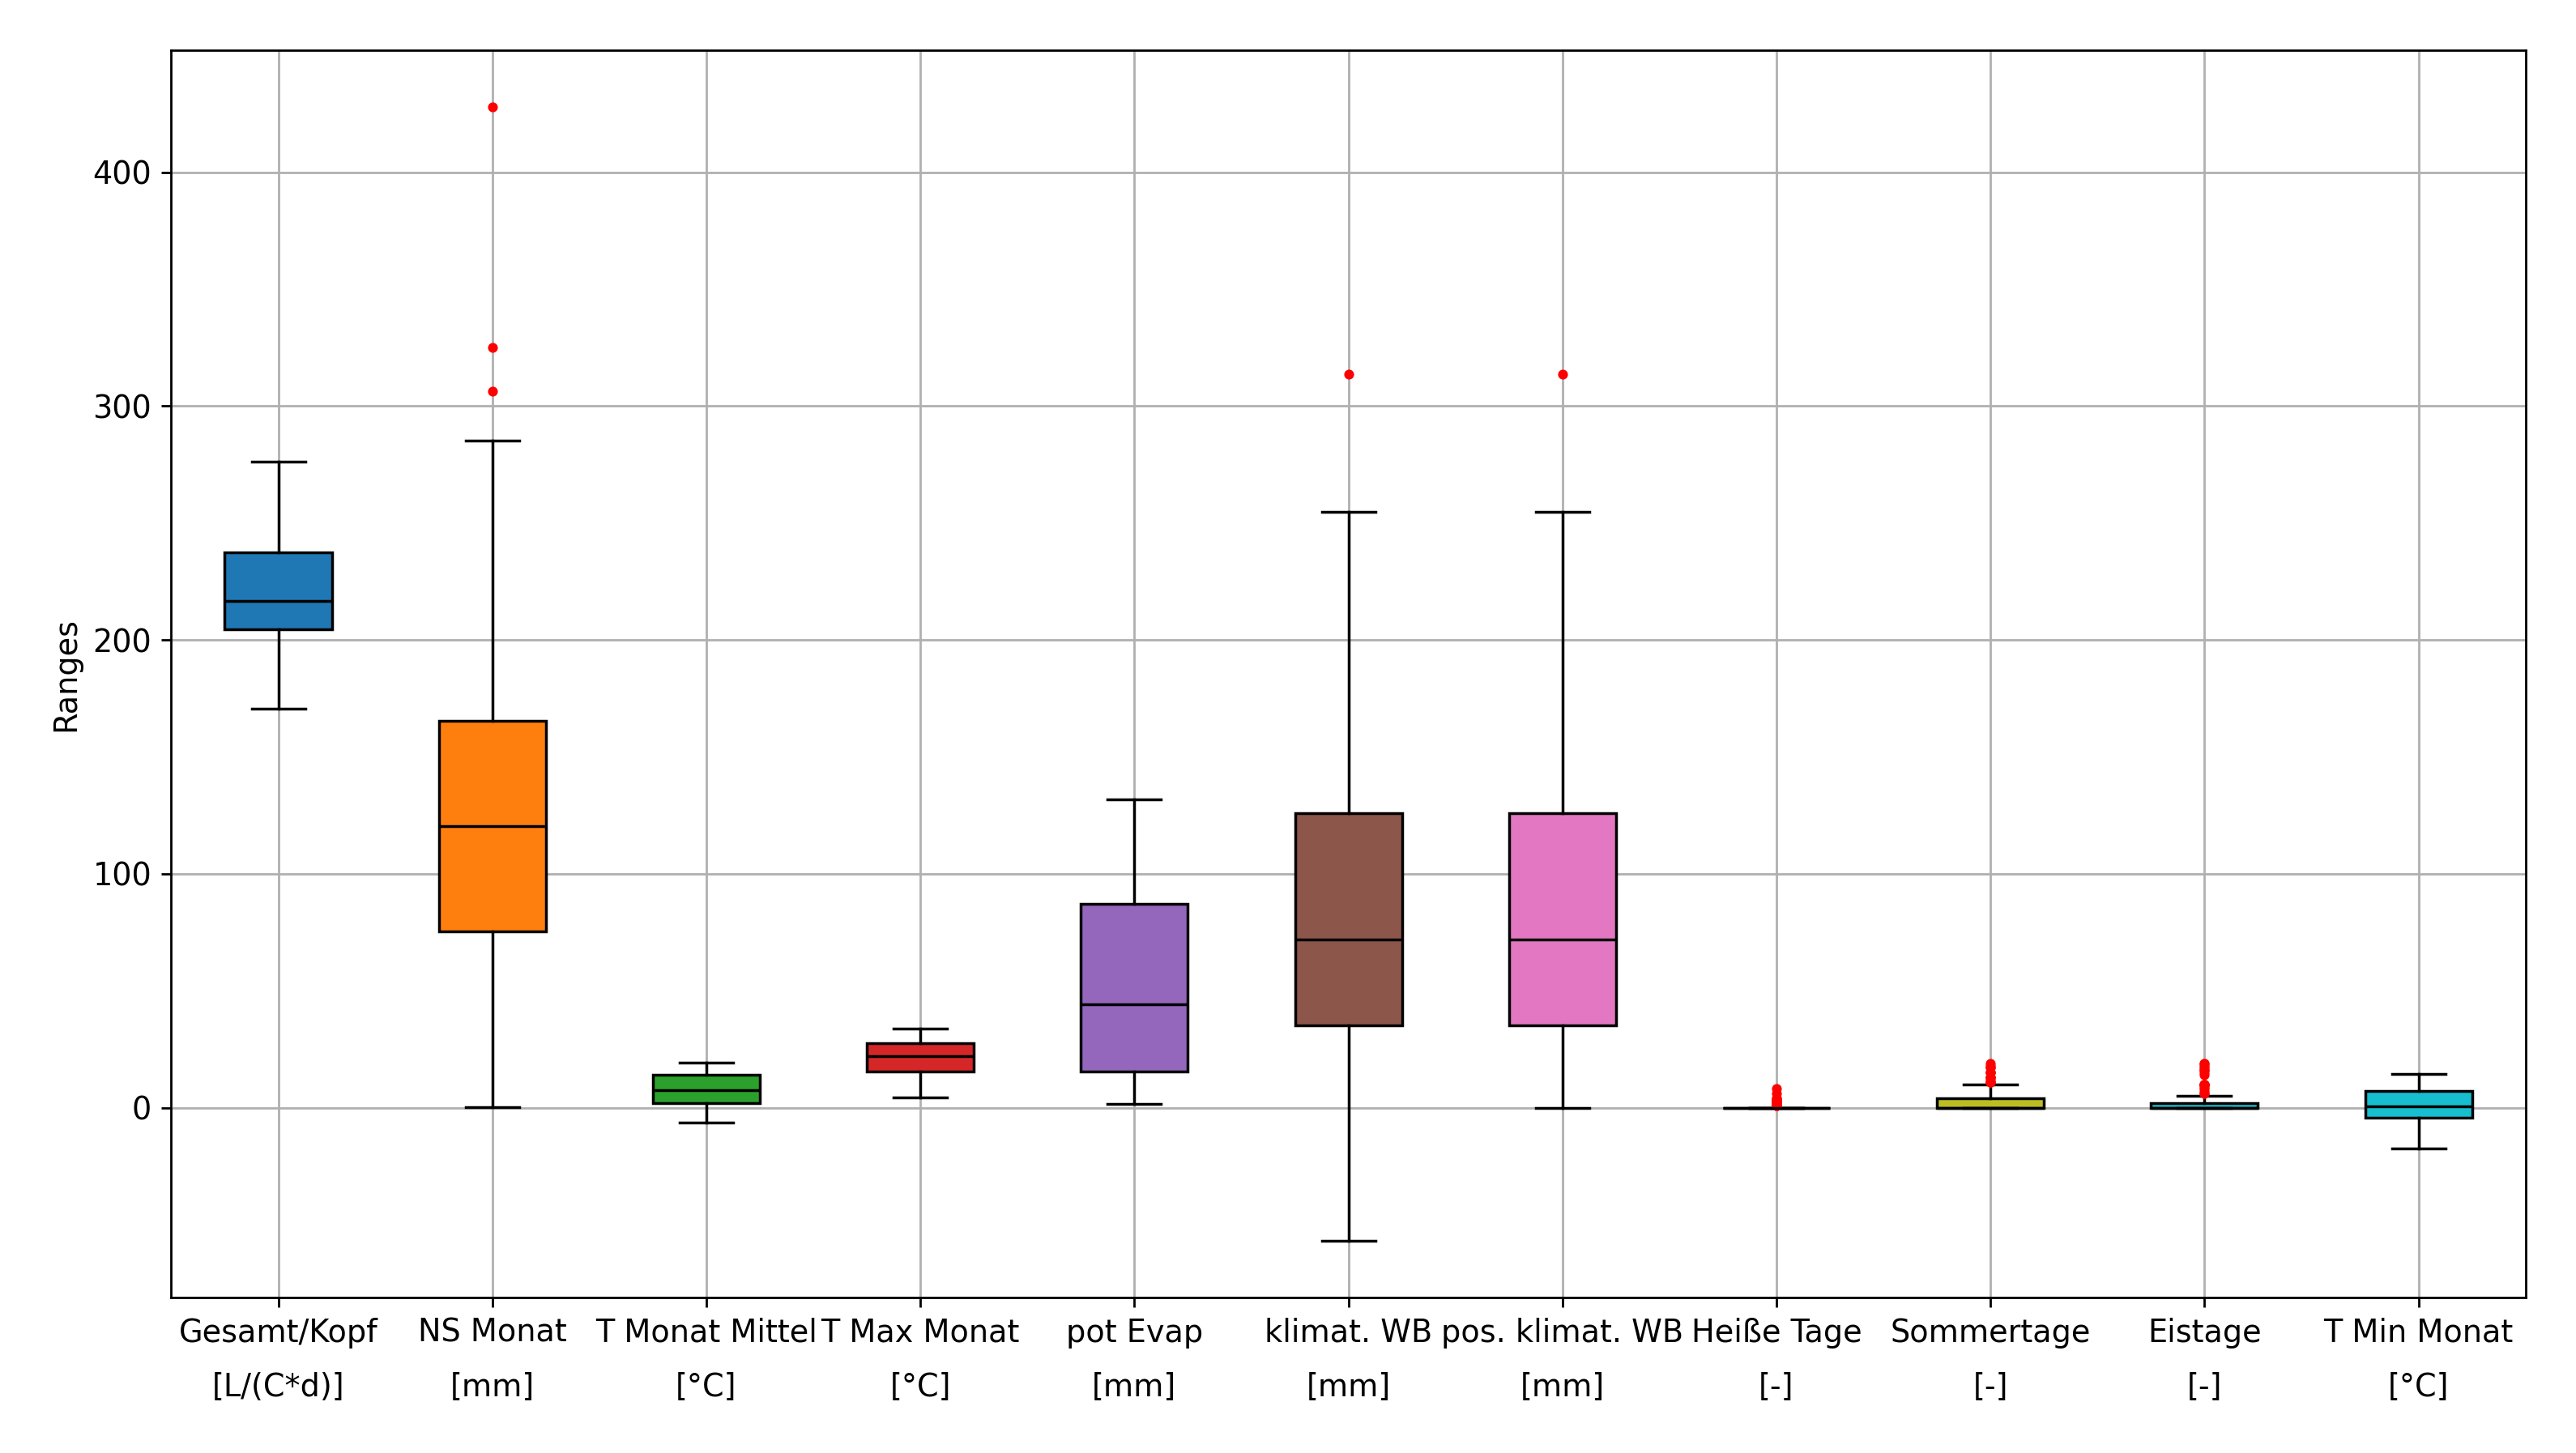 400
300
200
100
0
Ranges
Gesamt/Kopf NS Monat T Monat Mittel T Max Monat pot Evap klimat. WB pos. klimat. WB Heiße Tage Sommertage Eistage T Min Monat
[L/(C*d)] [mm] [°C] [°C] [mm] [mm] [mm] [-] [-] [-] [°C]